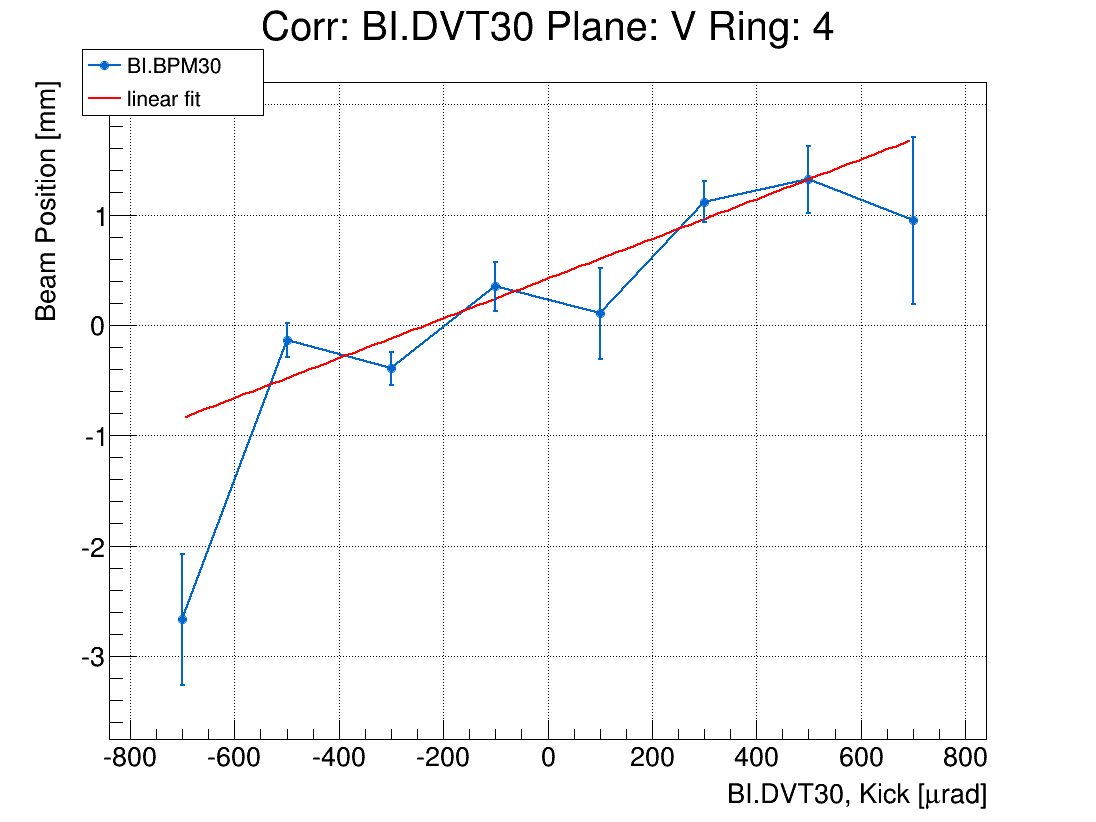 Corr: BI.DVT30 Plane: V Ring: 4
BI.BPM30
linear fit
Beam Position [mm]
1
0
-1
-2
-3
-800 -600 -400 -200 0 200 400 600 800
BI.DVT30, Kick [μrad]